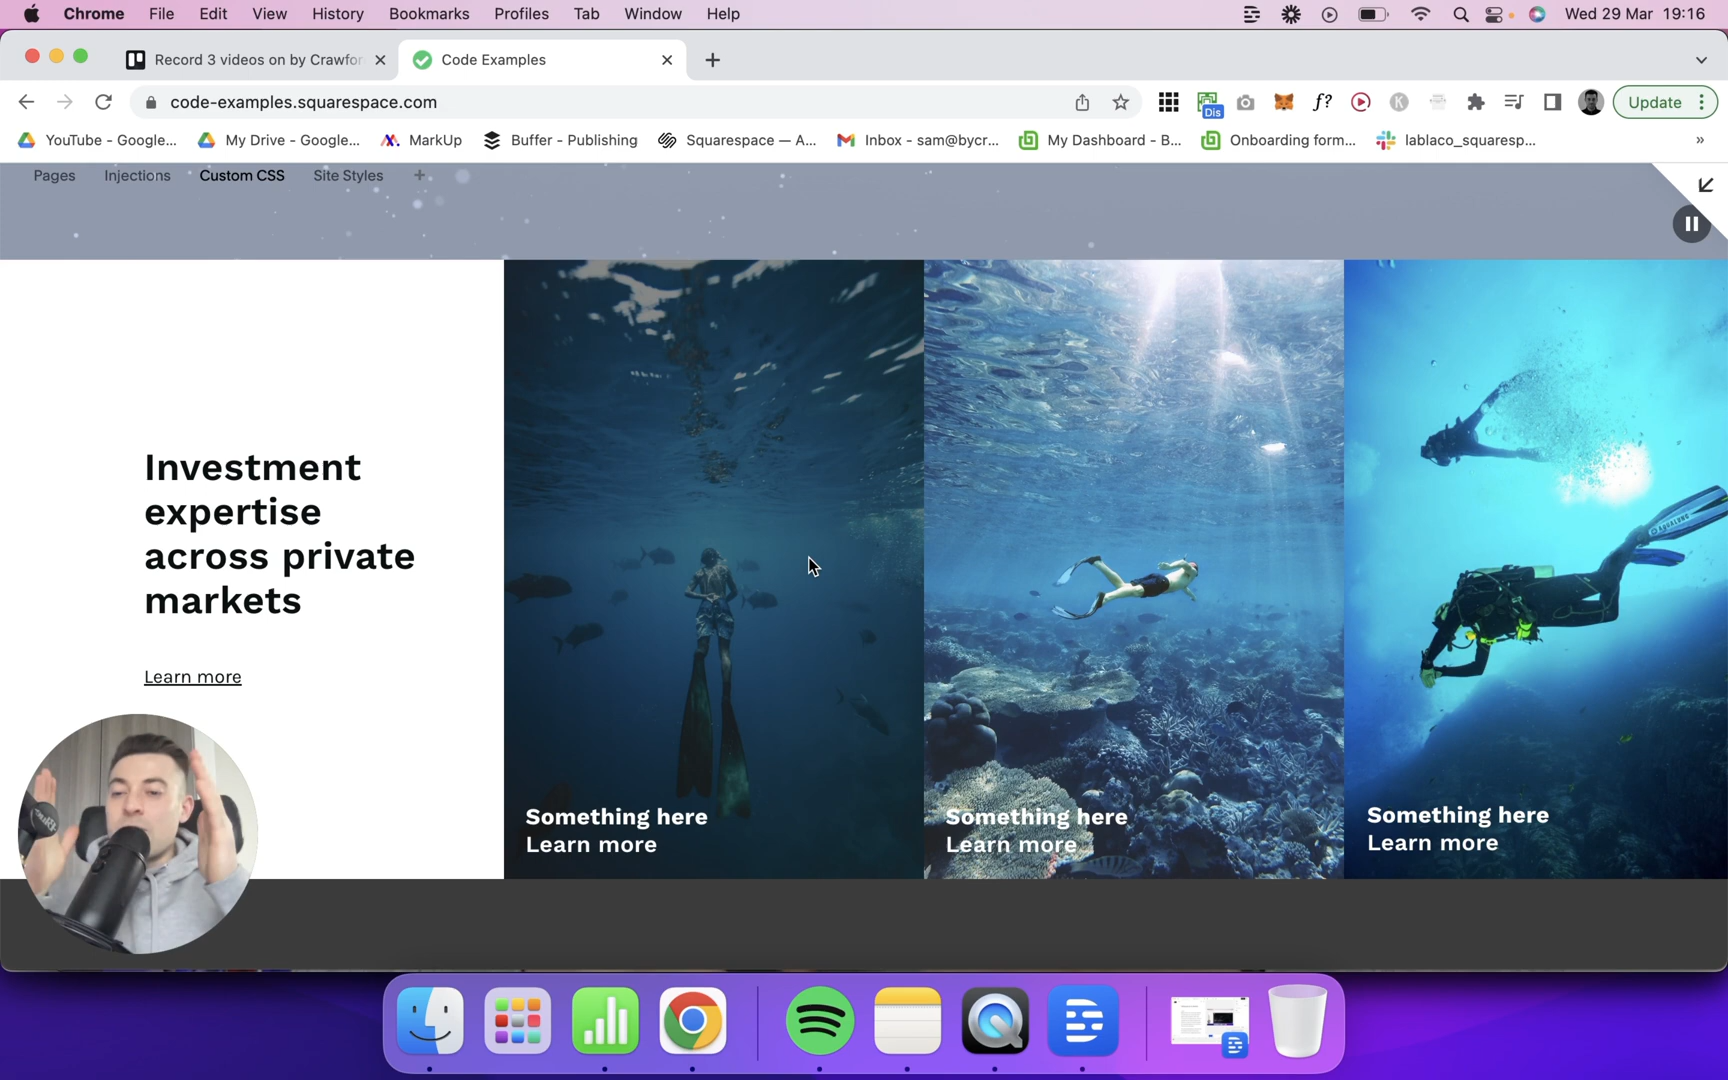 Chrome File Edit View History Bookmarks Profiles Tab Window Help Wed 29 Mar 19:16
Record 3 videos on by Crawfor Code Examples
code-examples.squarespace.com Dis f? K Update
YouTube - Google... My Drive - Google... MarkUp Buffer - Publishing Squarespace — A... Inbox - sam@bycr... My Dashboard - B... Onboarding form... lablaco_squaresp... »
Pages Injections Custom CSS Site Styles +
Investment
expertise
across private
markets
Learn more
Something here
Learn more
Something here
Learn more
Something here
Learn more